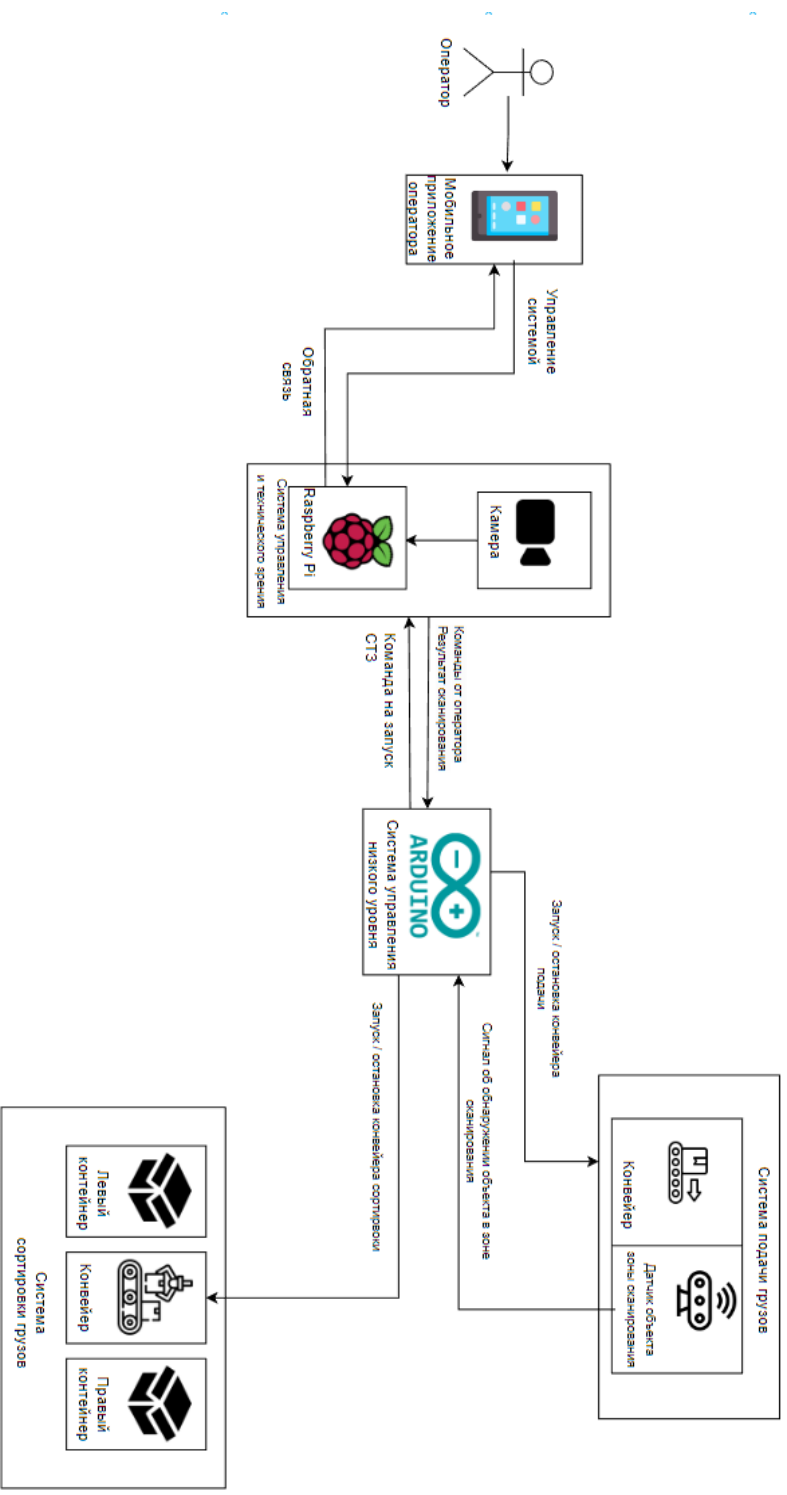 Оператор
Мобильное
приложение
оператора
Управление
системой
Обратная
связь
Камера
Raspberry Pi
Система управления
и технического зрения
Команды от оператора
Результат сканирования
Команда на запуск
СТЗ
ARDUINO
Система управления
низкого уровня
Запуск / остановка конвейера
подачи
Сигнал об обнаружении объекта в зоне
сканирования
Запуск / остановка конвейера сортирвоки
Система подачи грузов
Конвейер
Датчик объекта
зоны сканирования
Левый
контейнер
Конвейер
Правый
контейнер
Система
сортировки грузов